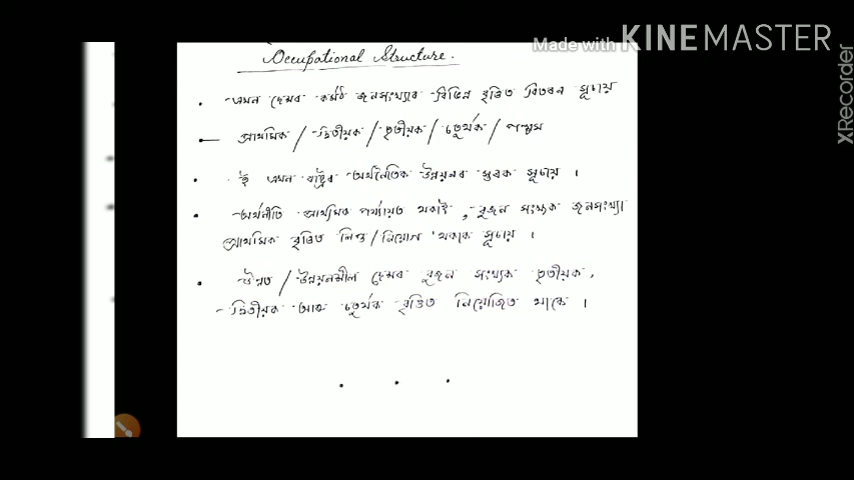 Made with KINEMASTER
XRecorder
Occupational Structure.
• এখন দেশৰ কৰ্মঠ জনসংখ্যাৰ বিভিন্ন বৃত্তিত বিতৰণ সূচায়
— প্ৰাথমিক / দ্বিতীয়ক / তৃতীয়ক / চতুৰ্থক / পঞ্চম
• ই এখন ৰাষ্ট্ৰৰ অৰ্থনৈতিক উন্নয়নৰ স্তৰক সূচায় ।
• অৰ্থনীতি প্ৰাথমিক পৰ্য্যায়ত থকাই, বৃহৎ সংখ্যক জনসংখ্যা
প্ৰাথমিক বৃত্তিত লিপ্ত/নিয়োগ থকাক সূচায় ।
• উন্নত / উন্নয়নশীল দেশৰ বৃহৎ সংখ্যক তৃতীয়ক,
দ্বিতীয়ক আৰু চতুৰ্থক বৃত্তিত নিয়োজিত থাকে ।